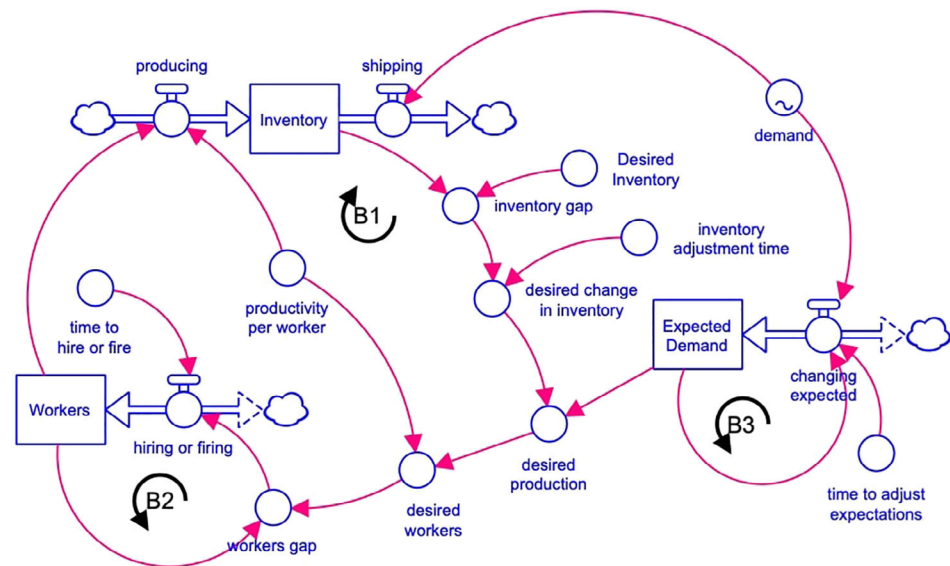 producing
shipping
Inventory
demand
Desired
Inventory
inventory gap
B1
inventory
adjustment time
desired change
in inventory
productivity
per worker
time to
hire or fire
Expected
Demand
changing
expected
Workers
hiring or firing
B3
B2
desired
production
desired
workers
time to adjust
expectations
workers gap